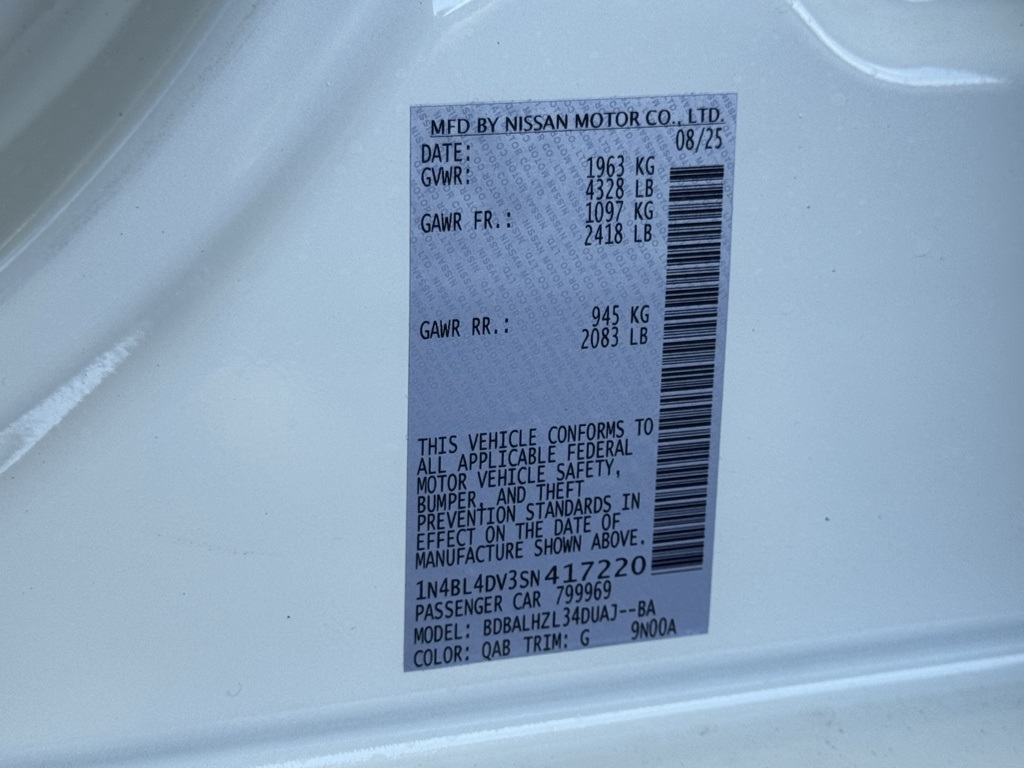 MFD BY NISSAN MOTOR CO., LTD.
DATE: 08/25
GVWR: 1963 KG
4328 LB
GAWR FR.: 1097 KG
2418 LB
GAWR RR.: 945 KG
2083 LB
THIS VEHICLE CONFORMS TO
ALL APPLICABLE FEDERAL
MOTOR VEHICLE SAFETY,
BUMPER, AND THEFT
PREVENTION STANDARDS IN
EFFECT ON THE DATE OF
MANUFACTURE SHOWN ABOVE.
1N4BL4DV3SN417220
PASSENGER CAR 799969
MODEL: BDBALHZL34DUAJ--BA
COLOR: QAB TRIM: G 9N00A